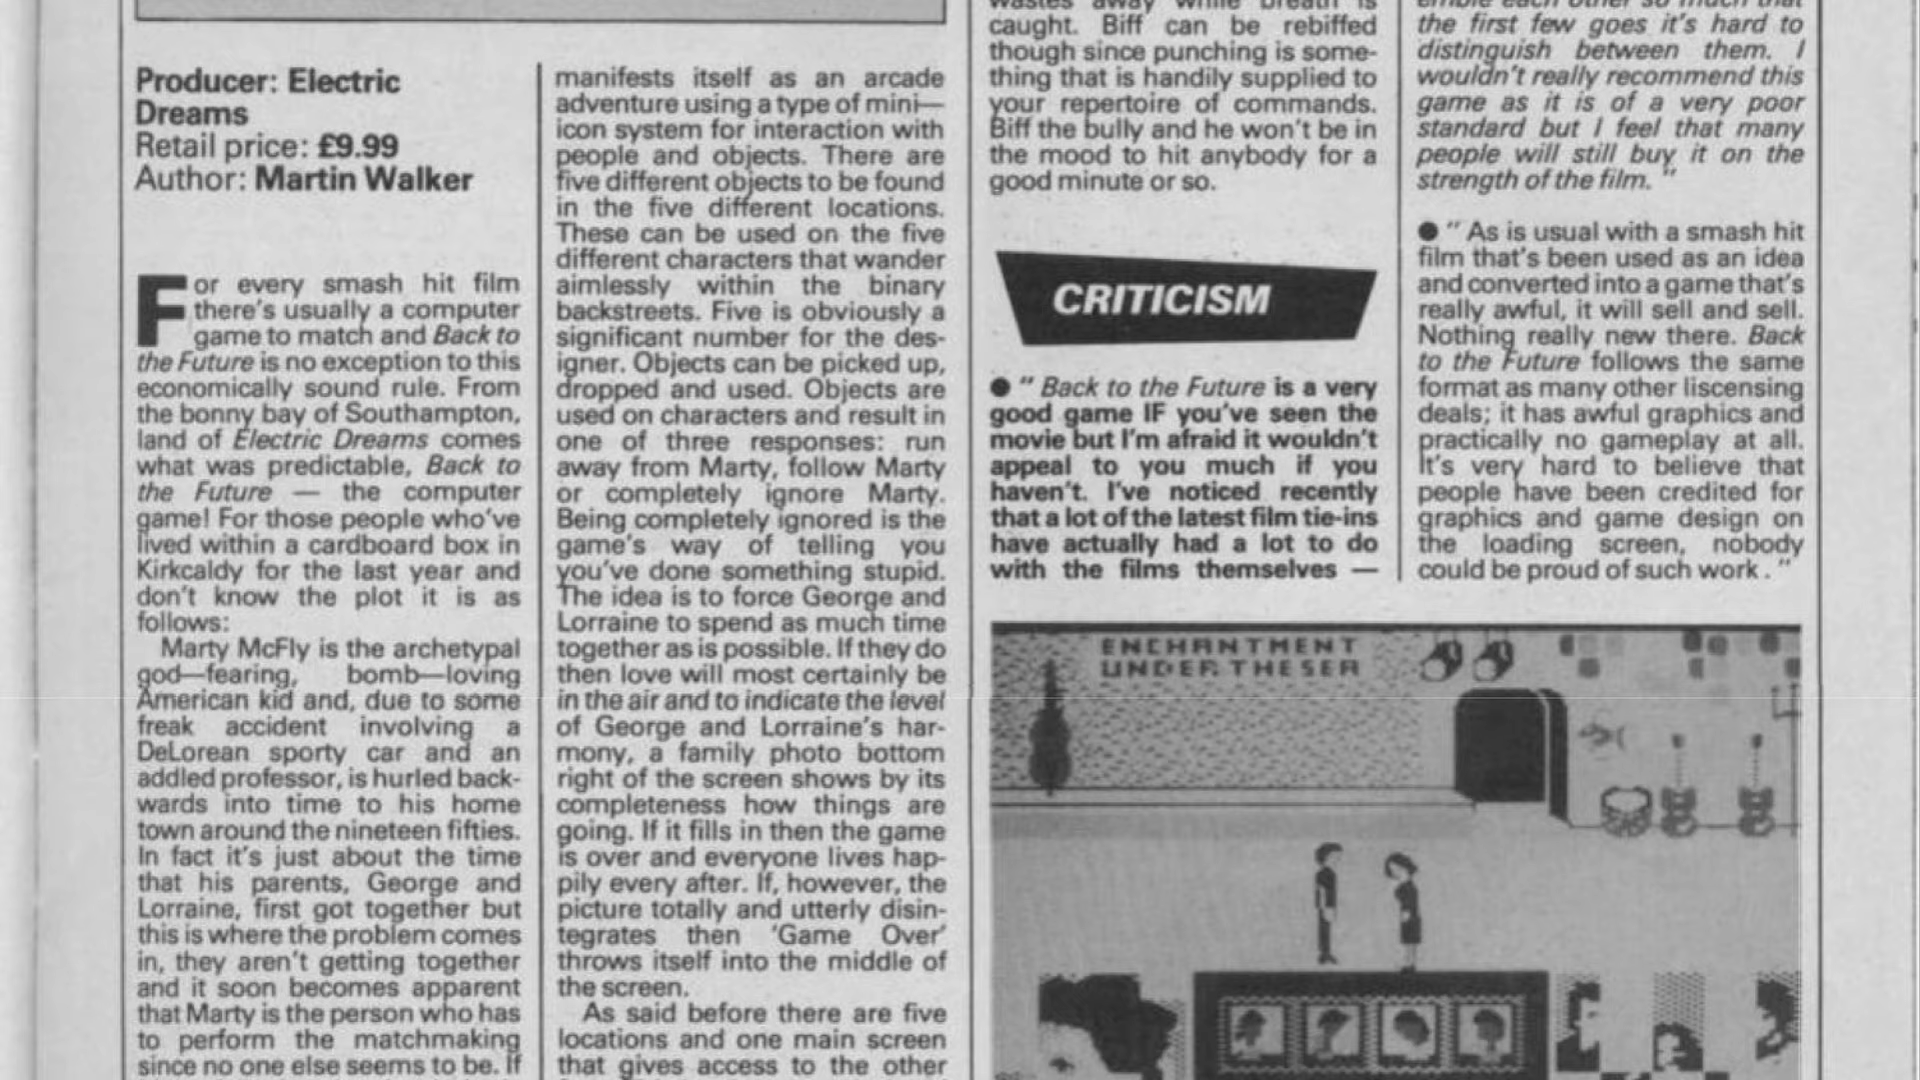 Producer: Electric
Dreams
Retail price: £9.99
Author: Martin Walker
For every smash hit film
there's usually a computer
game to match and Back to
the Future is no exception to this
economically sound rule. From
the bonny bay of Southampton,
land of Electric Dreams comes
what was predictable, Back to
the Future — the computer
game! For those people who've
lived within a cardboard box in
Kirkcaldy for the last year and
don't know the plot it is as
follows:
Marty McFly is the archetypal
god—fearing, bomb—loving
American kid and, due to some
freak accident involving a
DeLorean sporty car and an
addled professor, is hurled back-
wards into time to his home
town around the nineteen fifties.
In fact it's just about the time
that his parents, George and
Lorraine, first got together but
this is where the problem comes
in, they aren't getting together
and it soon becomes apparent
that Marty is the person who has
to perform the matchmaking
since no one else seems to be. If
manifests itself as an arcade
adventure using a type of mini—
icon system for interaction with
people and objects. There are
five different objects to be found
in the five different locations.
These can be used on the five
different characters that wander
aimlessly within the binary
backstreets. Five is obviously a
significant number for the des-
igner. Objects can be picked up,
dropped and used. Objects are
used on characters and result in
one of three responses: run
away from Marty, follow Marty
or completely ignore Marty.
Being completely ignored is the
game's way of telling you
you've done something stupid.
The idea is to force George and
Lorraine to spend as much time
together as is possible. If they do
then love will most certainly be
in the air and to indicate the level
of George and Lorraine's har-
mony, a family photo bottom
right of the screen shows by its
completeness how things are
going. If it fills in then the game
is over and everyone lives hap-
pily every after. If, however, the
picture totally and utterly disin-
tegrates then 'Game Over'
throws itself into the middle of
the screen.
As said before there are five
locations and one main screen
that gives access to the other
wastes away while breath is
caught. Biff can be rebiffed
though since punching is some-
thing that is handily supplied to
your repertoire of commands.
Biff the bully and he won't be in
the mood to hit anybody for a
good minute or so.
CRITICISM
● " Back to the Future is a very
good game IF you've seen the
movie but I'm afraid it wouldn't
appeal to you much if you
haven't. I've noticed recently
that a lot of the latest film tie-ins
have actually had a lot to do
with the films themselves —
each other so much that
the first few goes it's hard to
distinguish between them. I
wouldn't really recommend this
game as it is of a very poor
standard but I feel that many
people will still buy it on the
strength of the film. "
● " As is usual with a smash hit
film that's been used as an idea
and converted into a game that's
really awful, it will sell and sell.
Nothing really new there. Back
to the Future follows the same
format as many other liscensing
deals; it has awful graphics and
practically no gameplay at all.
It's very hard to believe that
people have been credited for
graphics and game design on
the loading screen, nobody
could be proud of such work . "
ENCHANTMENT
UNDER THE SEA